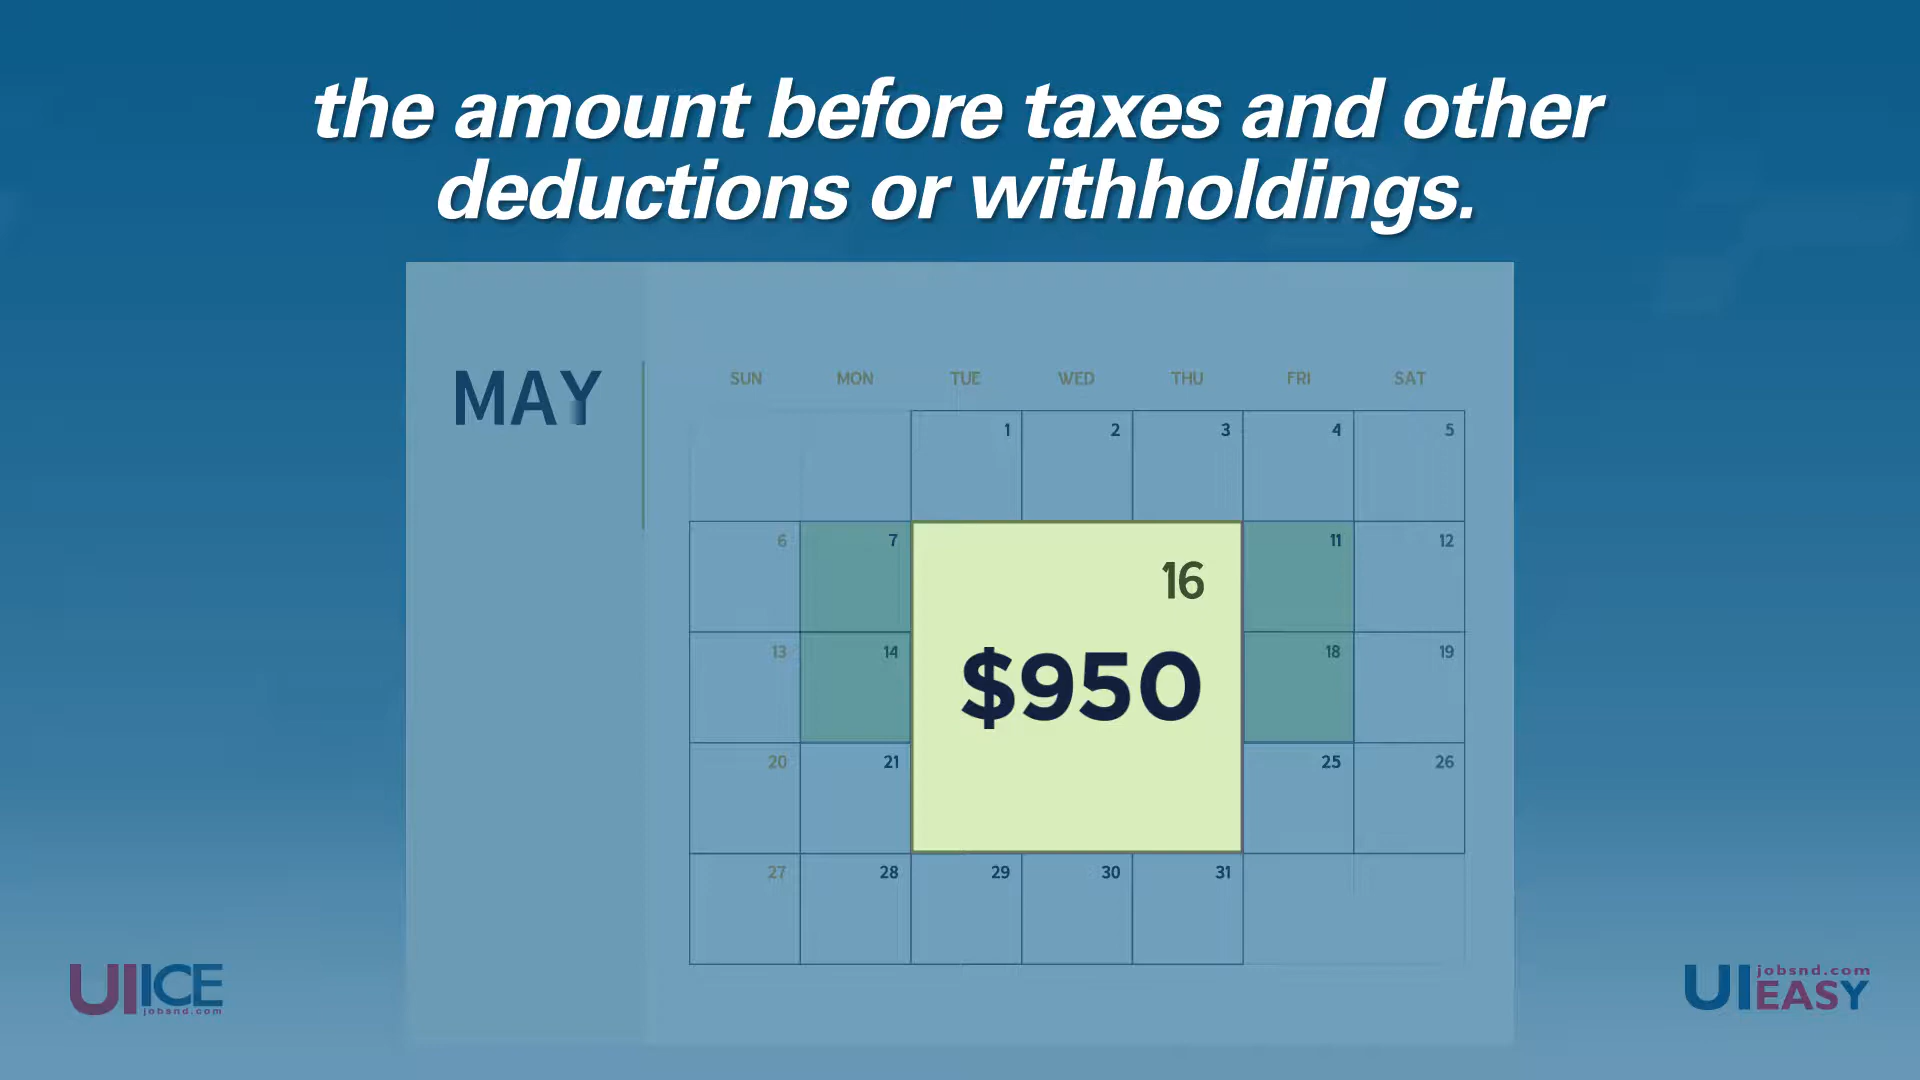 the amount before taxes and other
deductions or withholdings.
MAY
SUN MON TUE WED THU FRI SAT
1 2 3 4 5
6 7 11 12
16
13 14 18 19
$950
20 21 25 26
27 28 29 30 31
UIICE
jobsnd.com
jobsnd.com
UIEASY